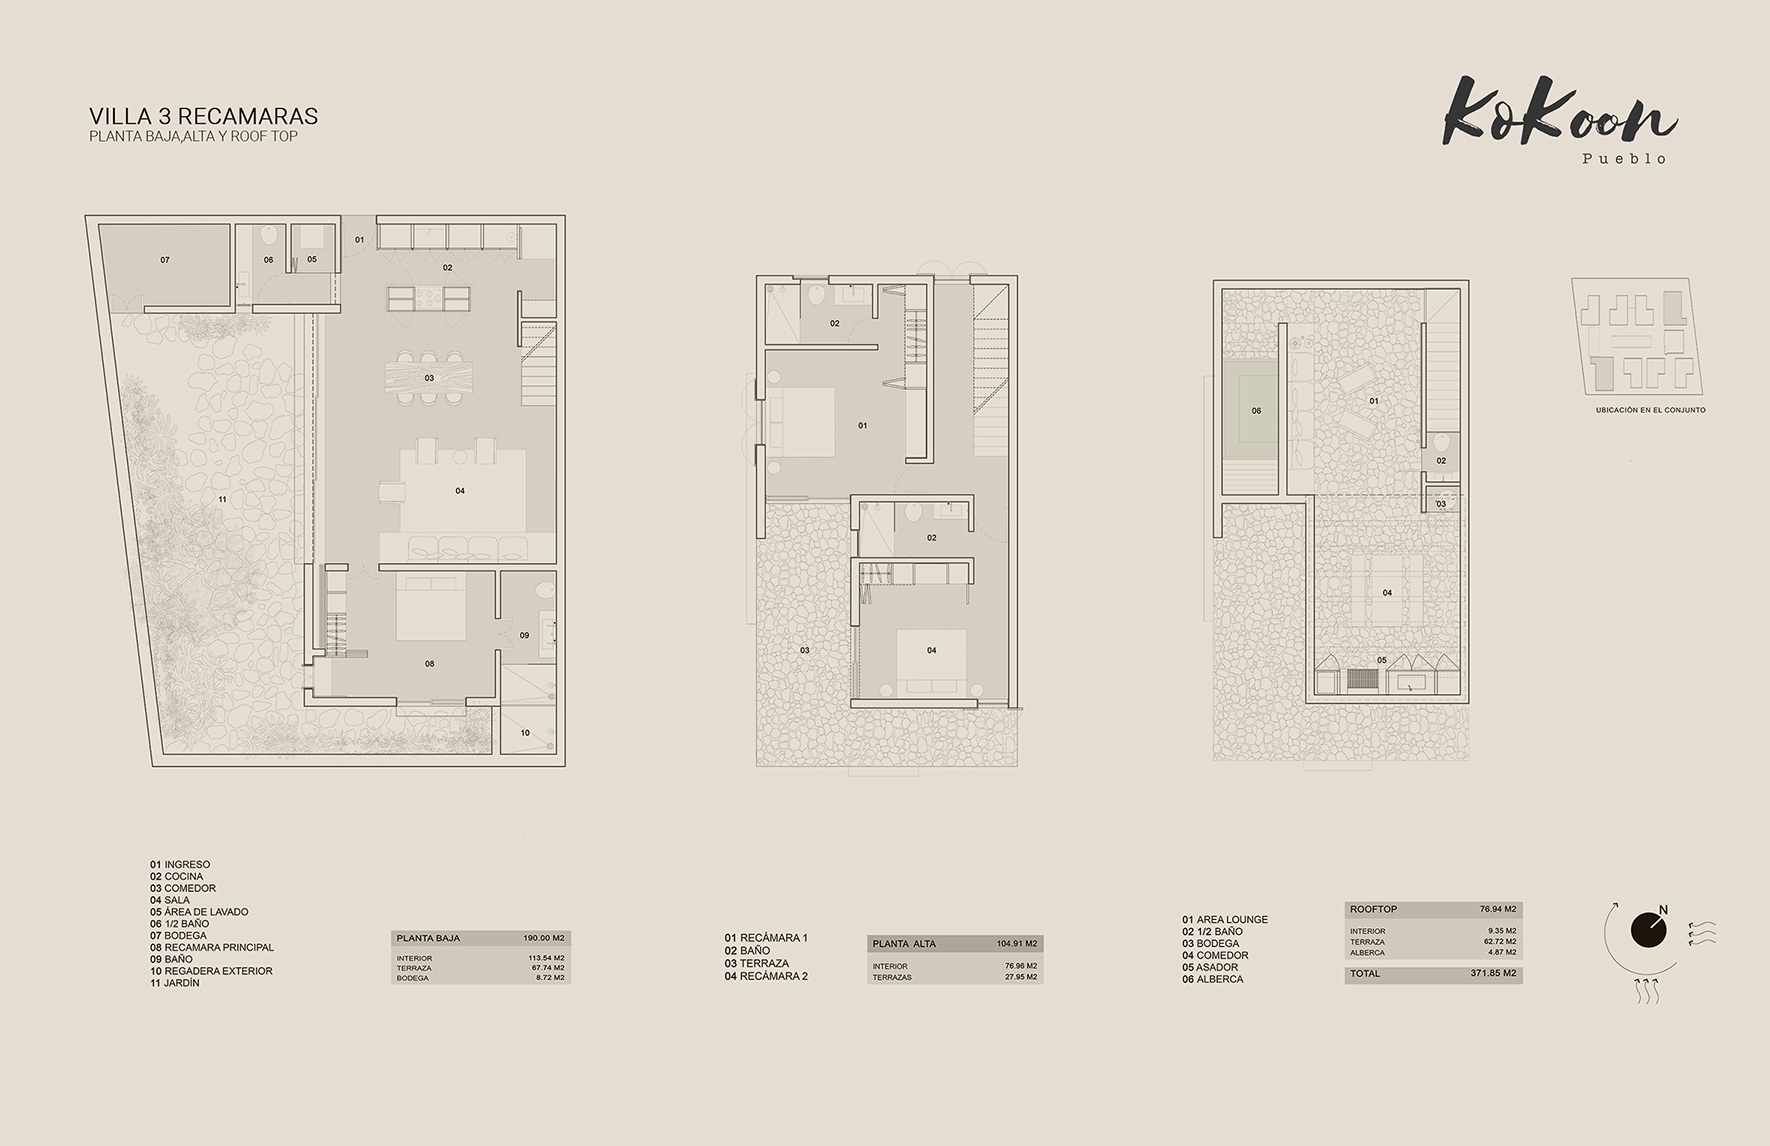 VILLA 3 RECAMARAS
PLANTA BAJA,ALTA Y ROOF TOP
KoKoon
Pueblo
01
02
03
04
05
06
07
08
09
10
11
01
02
02
03
04
01
02
03
04
05
06
UBICACIÓN EN EL CONJUNTO
01 INGRESO
02 COCINA
03 COMEDOR
04 SALA
05 ÁREA DE LAVADO
06 1/2 BAÑO
07 BODEGA
08 RECAMARA PRINCIPAL
09 BAÑO
10 REGADERA EXTERIOR
11 JARDÍN
PLANTA BAJA 190.00 M2
INTERIOR 113.54 M2
TERRAZA 67.74 M2
BODEGA 8.72 M2
01 RECÁMARA 1
02 BAÑO
03 TERRAZA
04 RECÁMARA 2
PLANTA ALTA 104.91 M2
INTERIOR 76.96 M2
TERRAZAS 27.95 M2
01 AREA LOUNGE
02 1/2 BAÑO
03 BODEGA
04 COMEDOR
05 ASADOR
06 ALBERCA
ROOFTOP 76.94 M2
INTERIOR 9.35 M2
TERRAZA 62.72 M2
ALBERCA 4.87 M2
TOTAL 371.85 M2
N